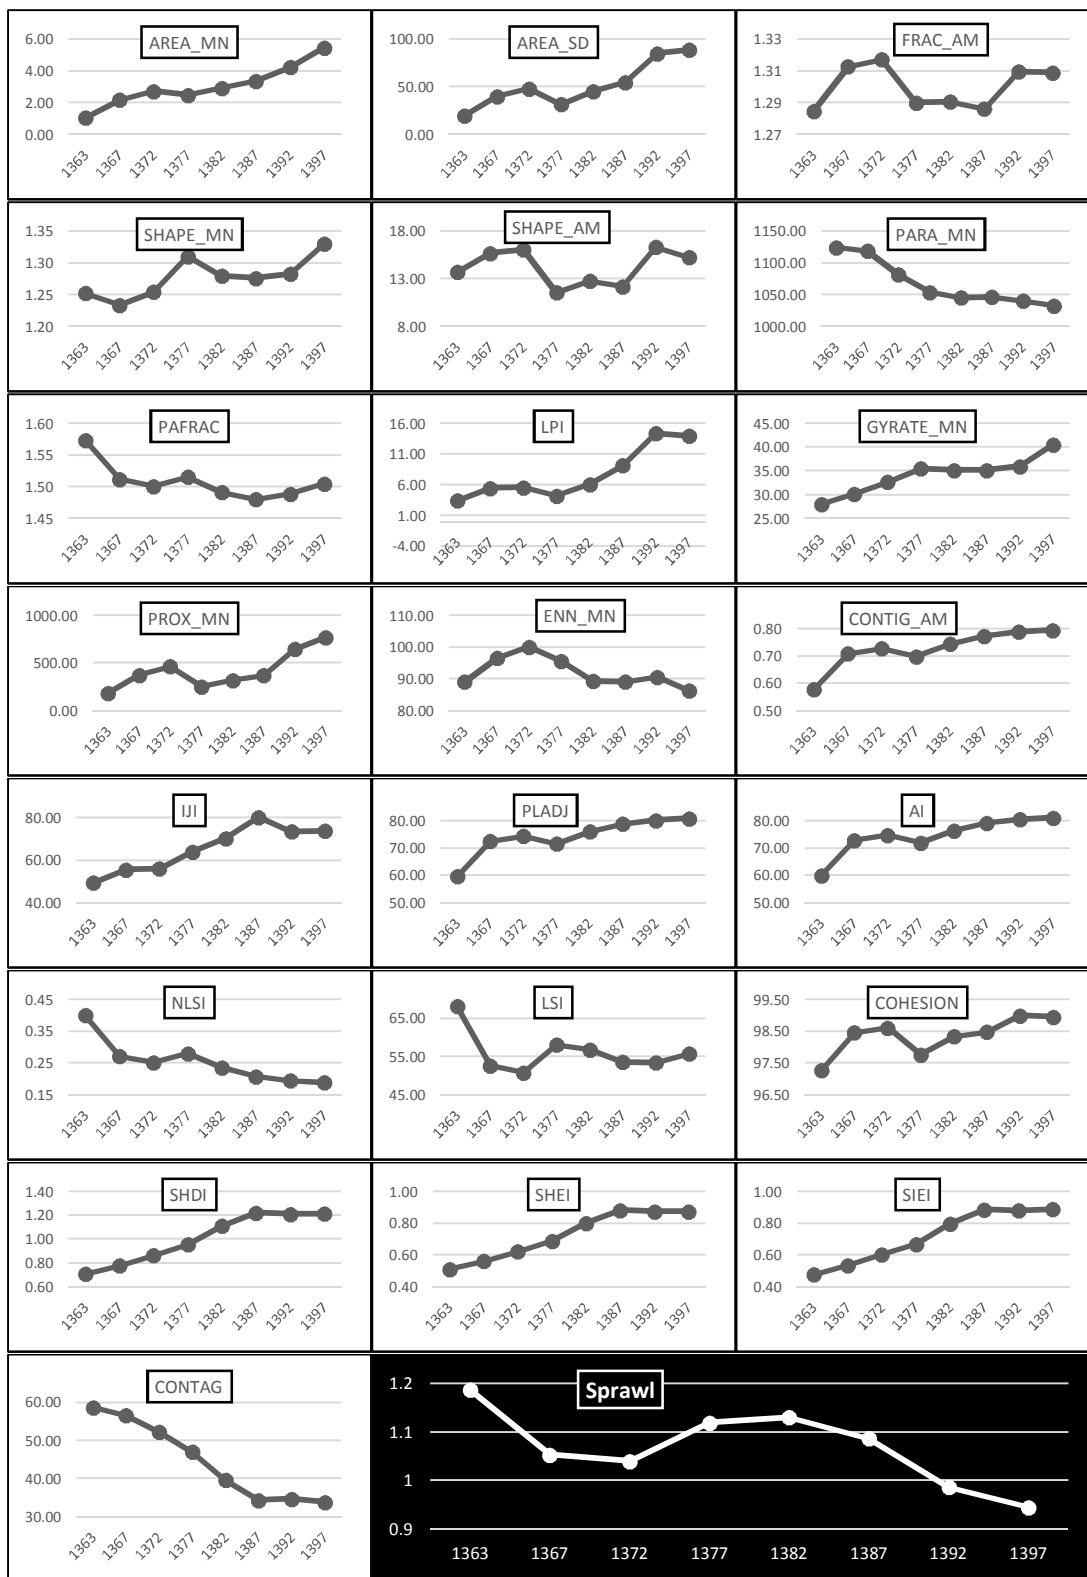 AREA_MN
6.00
4.00
2.00
0.00
1363 1367 1372 1377 1382 1387 1392 1397
AREA_SD
100.00
50.00
0.00
1363 1367 1372 1377 1382 1387 1392 1397
FRAC_AM
1.33
1.31
1.29
1.27
1363 1367 1372 1377 1382 1387 1392 1397
SHAPE_MN
1.35
1.30
1.25
1.20
1363 1367 1372 1377 1382 1387 1392 1397
SHAPE_AM
18.00
13.00
8.00
1363 1367 1372 1377 1382 1387 1392 1397
PARA_MN
1150.00
1100.00
1050.00
1000.00
1363 1367 1372 1377 1382 1387 1392 1397
PAFRAC
1.60
1.55
1.50
1.45
1363 1367 1372 1377 1382 1387 1392 1397
LPI
16.00
11.00
6.00
1.00
-4.00
1363 1367 1372 1377 1382 1387 1392 1397
GYRATE_MN
45.00
40.00
35.00
30.00
25.00
1363 1367 1372 1377 1382 1387 1392 1397
PROX_MN
1000.00
500.00
0.00
1363 1367 1372 1377 1382 1387 1392 1397
ENN_MN
110.00
100.00
90.00
80.00
1363 1367 1372 1377 1382 1387 1392 1397
CONTIG_AM
0.80
0.70
0.60
0.50
1363 1367 1372 1377 1382 1387 1392 1397
IJI
80.00
60.00
40.00
1363 1367 1372 1377 1382 1387 1392 1397
PLADJ
80.00
70.00
60.00
50.00
1363 1367 1372 1377 1382 1387 1392 1397
AI
80.00
70.00
60.00
50.00
1363 1367 1372 1377 1382 1387 1392 1397
NLSI
0.45
0.35
0.25
0.15
1363 1367 1372 1377 1382 1387 1392 1397
LSI
65.00
55.00
45.00
1363 1367 1372 1377 1382 1387 1392 1397
COHESION
99.50
98.50
97.50
96.50
1363 1367 1372 1377 1382 1387 1392 1397
SHDI
1.40
1.20
1.00
0.80
0.60
1363 1367 1372 1377 1382 1387 1392 1397
SHEI
1.00
0.80
0.60
0.40
1363 1367 1372 1377 1382 1387 1392 1397
SIEI
1.00
0.80
0.60
0.40
1363 1367 1372 1377 1382 1387 1392 1397
CONTAG
60.00
50.00
40.00
30.00
1363 1367 1372 1377 1382 1387 1392 1397
Sprawl
1.2
1.1
1
0.9
1363 1367 1372 1377 1382 1387 1392 1397